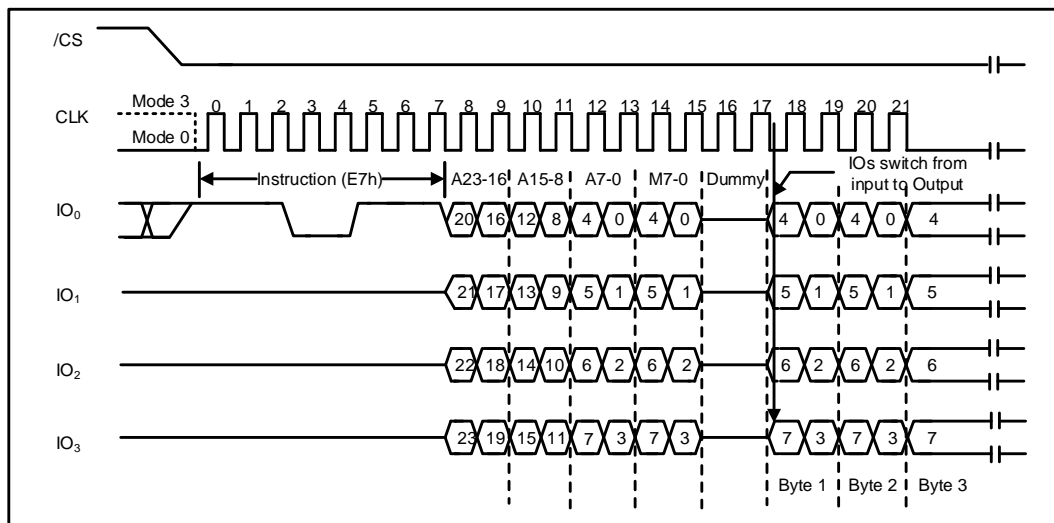 /CS
Mode 3
0 1 2 3 4 5 6 7 8 9 10 11 12 13 14 15 16 17 18 19 20 21
CLK
Mode 0
Instruction (E7h) A23-16 A15-8 A7-0 M7-0 Dummy
IOs switch from
input to Output
IO0 20 16 12 8 4 0 4 0 4 0 4 0 4
IO1 21 17 13 9 5 1 5 1 5 1 5 1 5
IO2 22 18 14 10 6 2 6 2 6 2 6 2 6
IO3 23 19 15 11 7 3 7 3 7 3 7 3 7
Byte 1 Byte 2 Byte 3